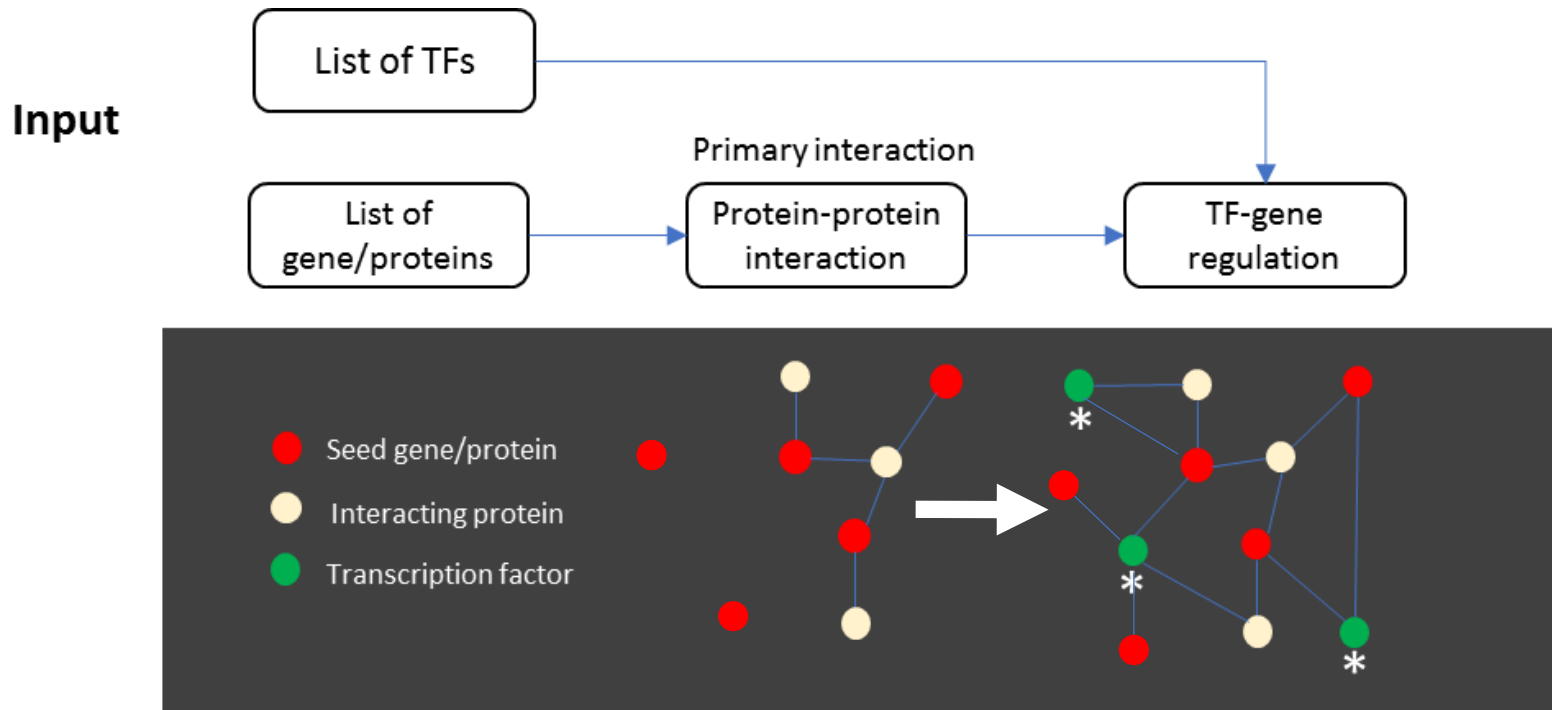 List of TFs
Input
Primary interaction
List of
gene/proteins
Protein-protein
interaction
TF-gene
regulation
Seed gene/protein
Interacting protein
Transcription factor
*
*
*